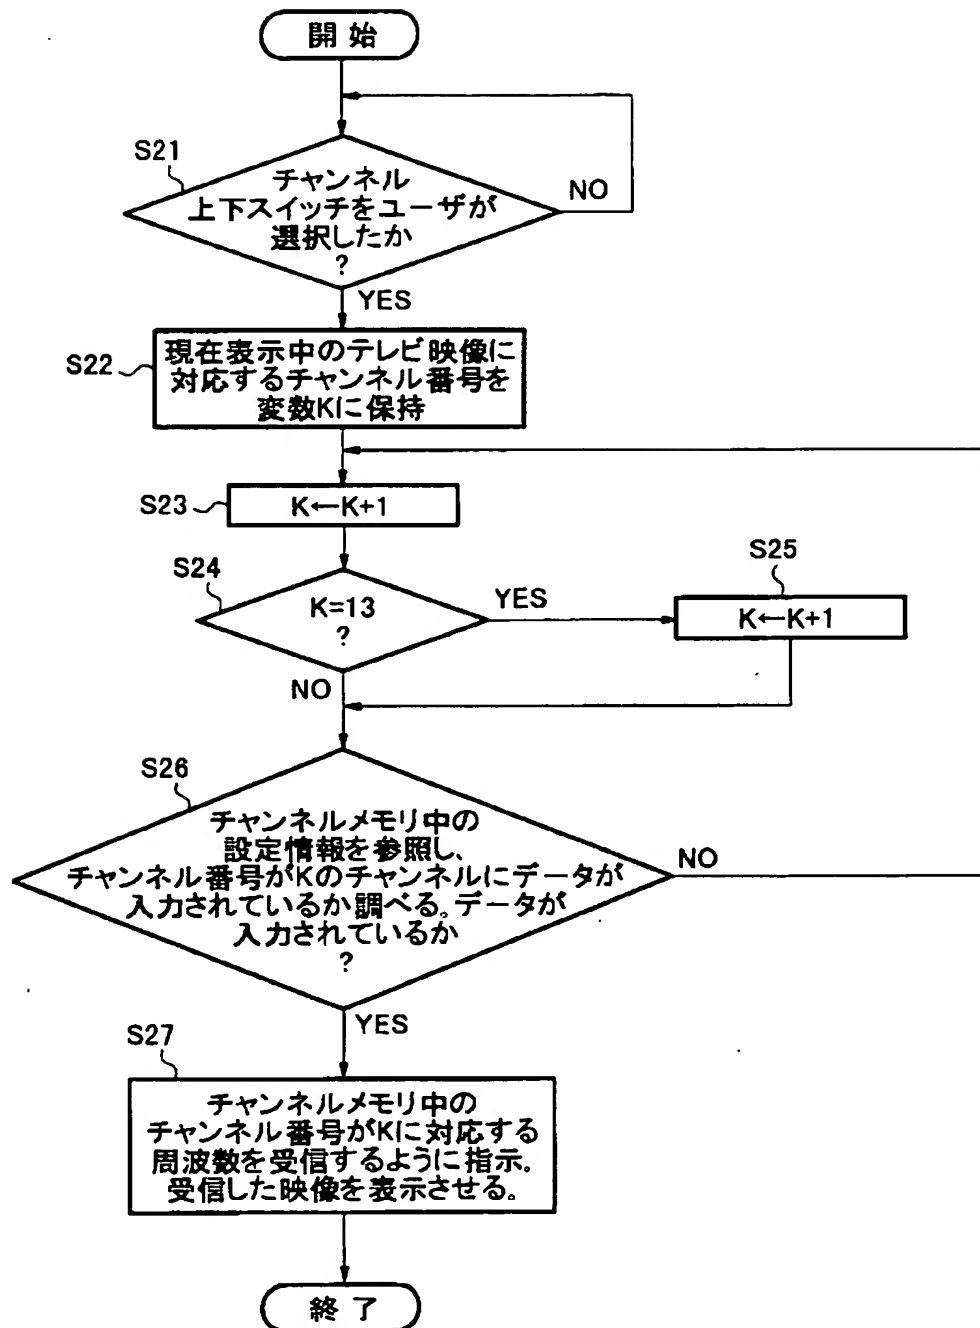 開始
S21
チャンネル
上下スイッチをユーザが
選択したか
?
NO
YES
S22
現在表示中のテレビ映像に
対応するチャンネル番号を
変数Kに保持
S23
K←K+1
S24
K=13
?
YES
NO
S25
K←K+1
S26
チャンネルメモリ中の
設定情報を参照し、
チャンネル番号がKのチャンネルにデータが
入力されているか調べる。データが
入力されているか
?
NO
YES
S27
チャンネルメモリ中の
チャンネル番号がKに対応する
周波数を受信するように指示。
受信した映像を表示させる。
終了